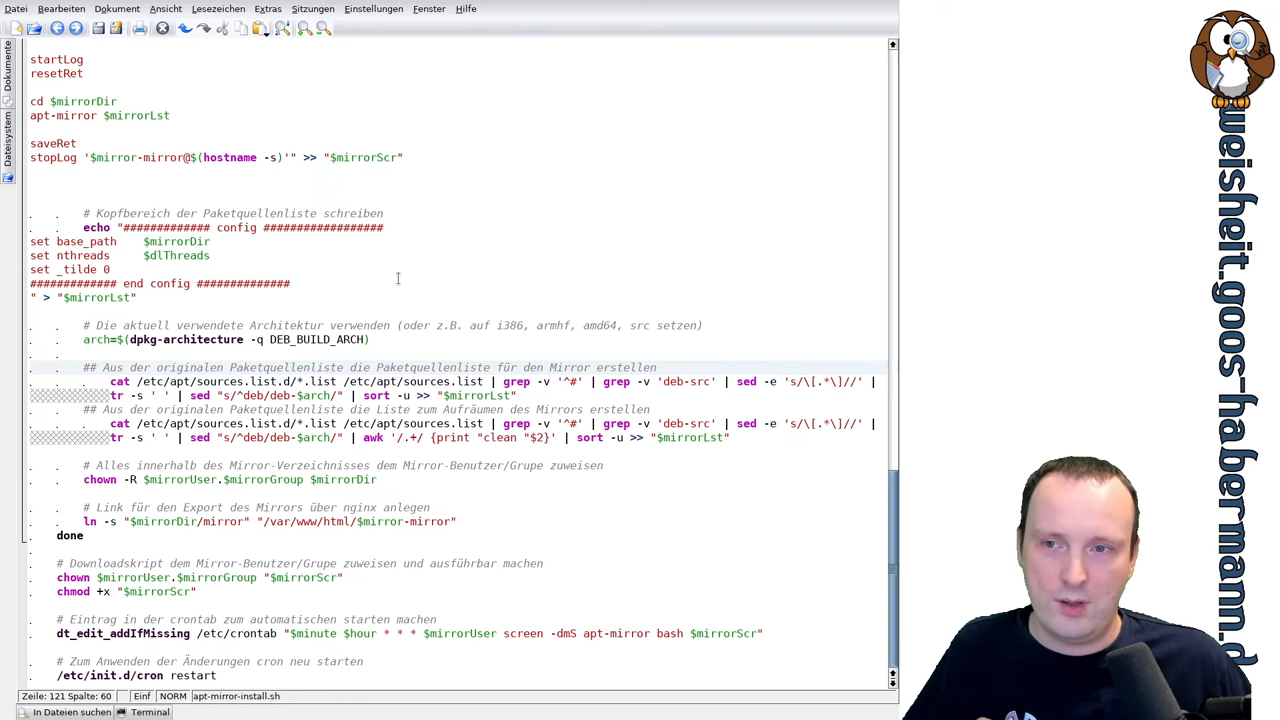 Datei Bearbeiten Dokument Ansicht Lesezeichen Extras Sitzungen Einstellungen Fenster Hilfe
Dokumente
Dateisystem
startLog
resetRet
cd $mirrorDir
apt-mirror $mirrorLst
saveRet
stopLog '$mirror-mirror@$(hostname -s)'" >> "$mirrorScr"
# Kopfbereich der Paketquellenliste schreiben
echo "############# config ##################
set base_path $mirrorDir
set nthreads $dlThreads
set _tilde 0
############# end config ##############
" > "$mirrorLst"
# Die aktuell verwendete Architektur verwenden (oder z.B. auf i386, armhf, amd64, src setzen)
arch=$(dpkg-architecture -q DEB_BUILD_ARCH)
## Aus der originalen Paketquellenliste die Paketquellenliste für den Mirror erstellen
cat /etc/apt/sources.list.d/*.list /etc/apt/sources.list | grep -v '^#' | grep -v 'deb-src' | sed -e 's/\[.*\]//' |
tr -s ' ' | sed "s/^deb/deb-$arch/" | sort -u >> "$mirrorLst"
## Aus der originalen Paketquellenliste die Liste zum Aufräumen des Mirrors erstellen
cat /etc/apt/sources.list.d/*.list /etc/apt/sources.list | grep -v '^#' | grep -v 'deb-src' | sed -e 's/\[.*\]//' |
tr -s ' ' | sed "s/^deb/deb-$arch/" | awk '/.+/ {print "clean "$2}' | sort -u >> "$mirrorLst"
# Alles innerhalb des Mirror-Verzeichnisses dem Mirror-Benutzer/Grupe zuweisen
chown -R $mirrorUser.$mirrorGroup $mirrorDir
# Link für den Export des Mirrors über nginx anlegen
ln -s "$mirrorDir/mirror" "/var/www/html/$mirror-mirror"
done
# Downloadskript dem Mirror-Benutzer/Grupe zuweisen und ausführbar machen
chown $mirrorUser.$mirrorGroup "$mirrorScr"
chmod +x "$mirrorScr"
# Eintrag in der crontab zum automatischen starten machen
dt_edit_addIfMissing /etc/crontab "$minute $hour * * * $mirrorUser screen -dmS apt-mirror bash $mirrorScr"
# Zum Anwenden der Änderungen cron neu starten
/etc/init.d/cron restart
Zeile: 121 Spalte: 60 Einf NORM apt-mirror-install.sh
In Dateien suchen Terminal
weisheit.goos-habermann.d